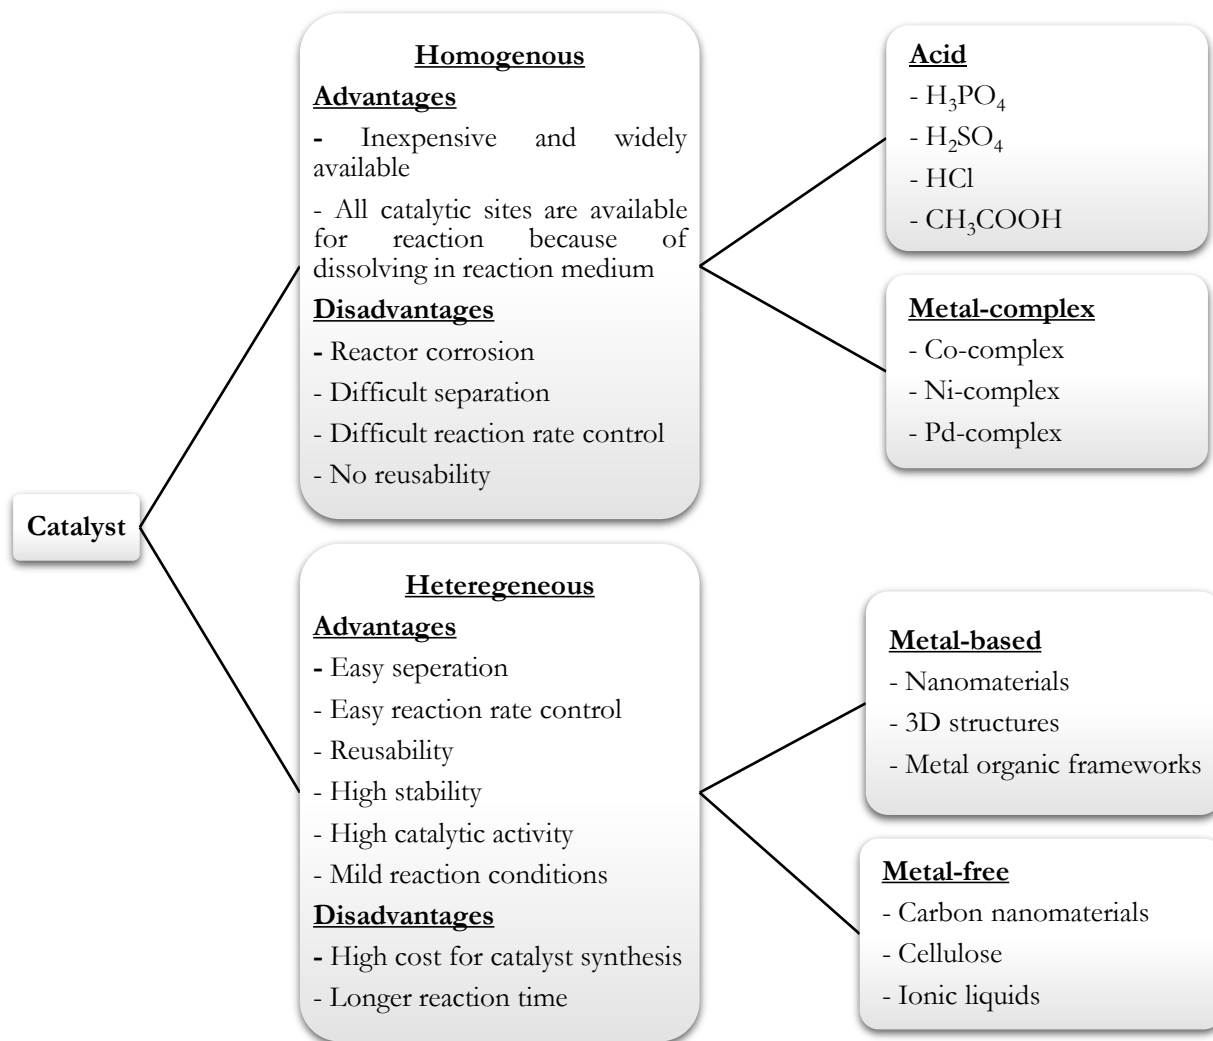 Catalyst
Homogenous
Advantages
- Inexpensive and widely
available
- All catalytic sites are available
for reaction because of
dissolving in reaction medium
Disadvantages
- Reactor corrosion
- Difficult separation
- Difficult reaction rate control
- No reusability
Acid
- H₃PO₄
- H₂SO₄
- HCl
- CH₃COOH
Metal-complex
- Co-complex
- Ni-complex
- Pd-complex
Heteregeneous
Advantages
- Easy seperation
- Easy reaction rate control
- Reusability
- High stability
- High catalytic activity
- Mild reaction conditions
Disadvantages
- High cost for catalyst synthesis
- Longer reaction time
Metal-based
- Nanomaterials
- 3D structures
- Metal organic frameworks
Metal-free
- Carbon nanomaterials
- Cellulose
- Ionic liquids